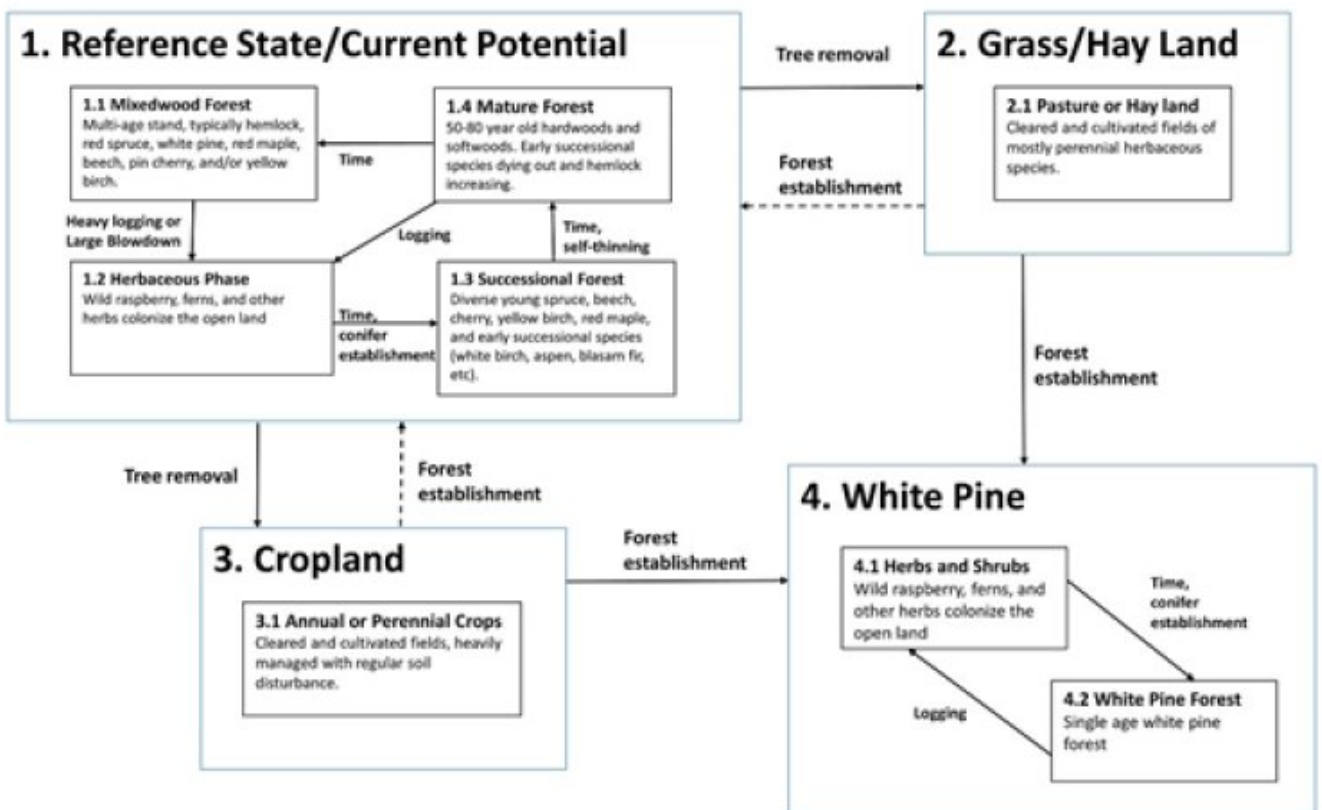 1. Reference State/Current Potential
1.1 Mixedwood Forest
Multi-age stand, typically hemlock,
red spruce, white pine, red maple,
beech, pin cherry, and/or yellow
birch.
1.4 Mature Forest
50-80 year old hardwoods and
softwoods. Early successional
species dying out and hemlock
increasing.
Time
Heavy logging or
Large Blowdown
Logging
Time,
self-thinning
1.2 Herbaceous Phase
Wild raspberry, ferns, and other
herbs colonize the open land
Time,
conifer
establishment
1.3 Successional Forest
Diverse young spruce, beech,
cherry, yellow birch, red maple,
and early successional species
(white birch, aspen, blasam fir,
etc).
Tree removal
Forest
establishment
2. Grass/Hay Land
2.1 Pasture or Hay land
Cleared and cultivated fields of
mostly perennial herbaceous
species.
Forest
establishment
Tree removal
Forest
establishment
3. Cropland
3.1 Annual or Perennial Crops
Cleared and cultivated fields, heavily
managed with regular soil
disturbance.
Forest
establishment
4. White Pine
4.1 Herbs and Shrubs
Wild raspberry, ferns, and
other herbs colonize the
open land
Time,
conifer
establishment
Logging
4.2 White Pine Forest
Single age white pine
forest